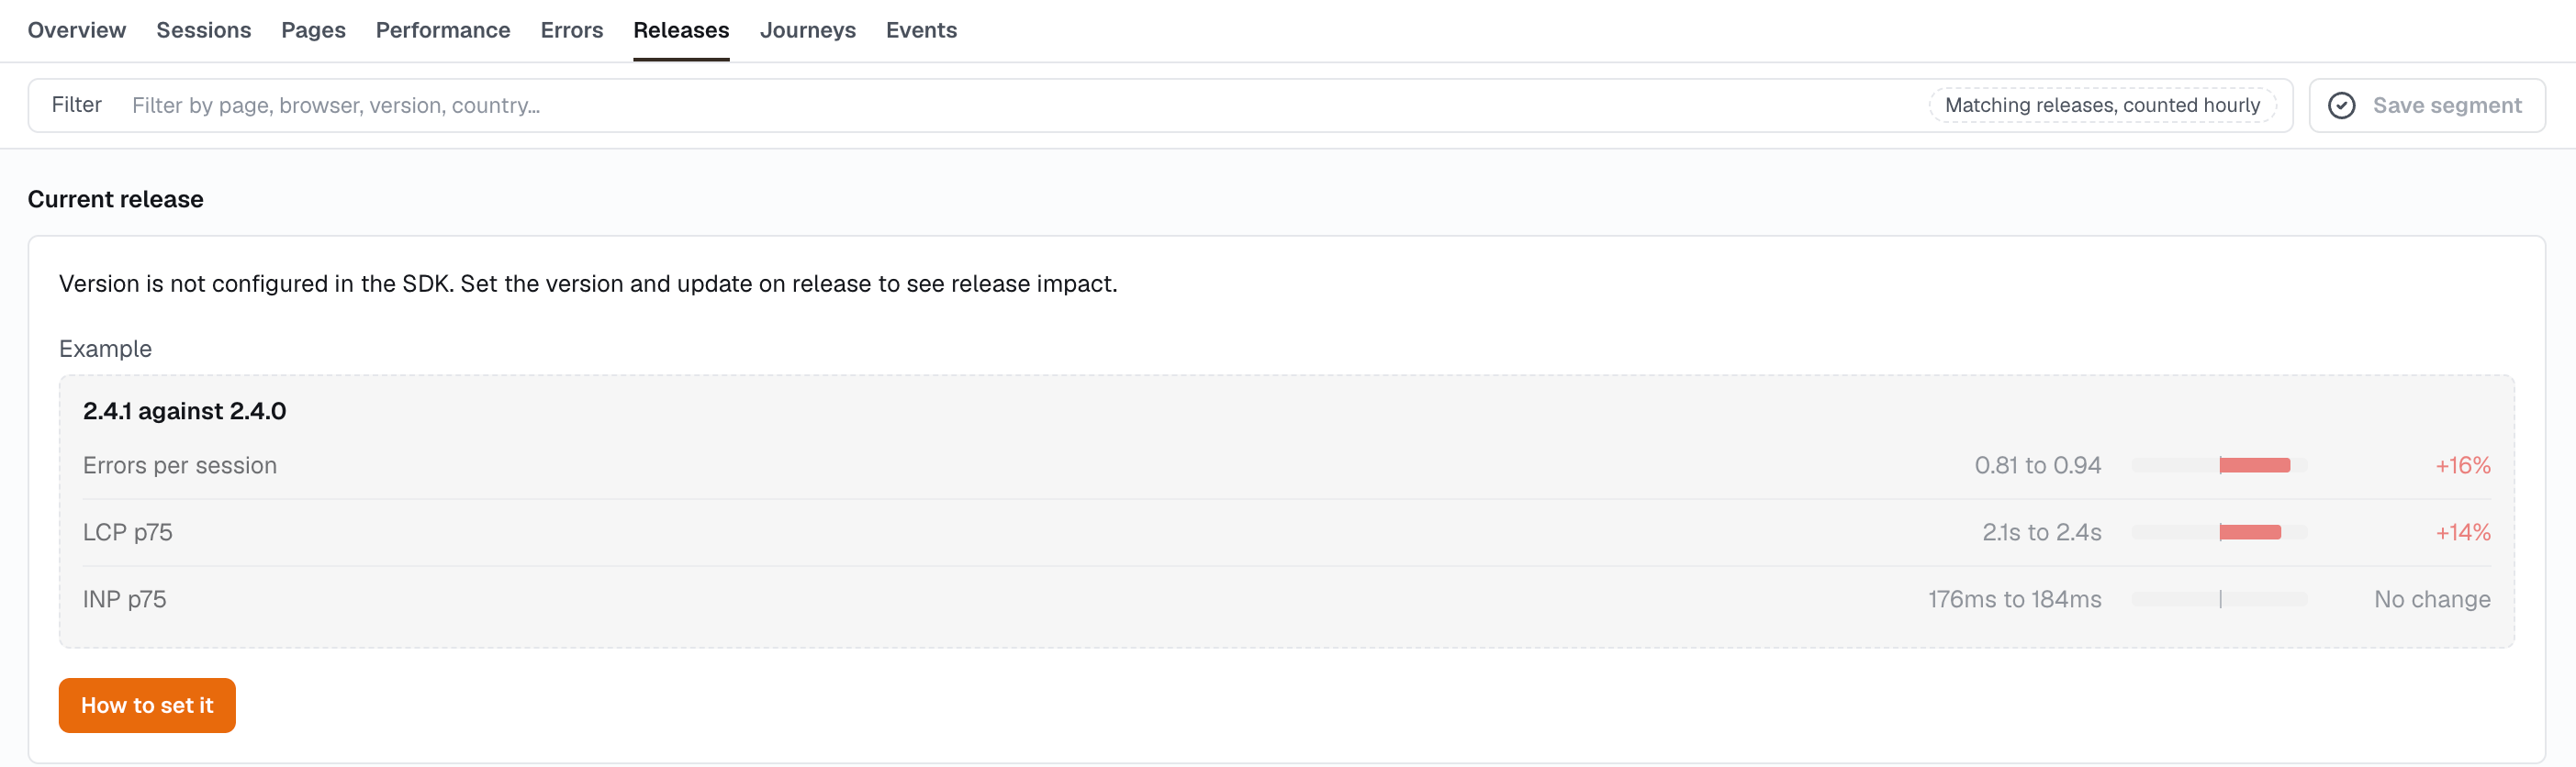 Overview Sessions Pages Performance Errors Releases Journeys Events
Filter Filter by page, browser, version, country... Matching releases, counted hourly Save segment
Current release
Version is not configured in the SDK. Set the version and update on release to see release impact.
Example
2.4.1 against 2.4.0
Errors per session 0.81 to 0.94 +16%
LCP p75 2.1s to 2.4s +14%
INP p75 176ms to 184ms No change
How to set it